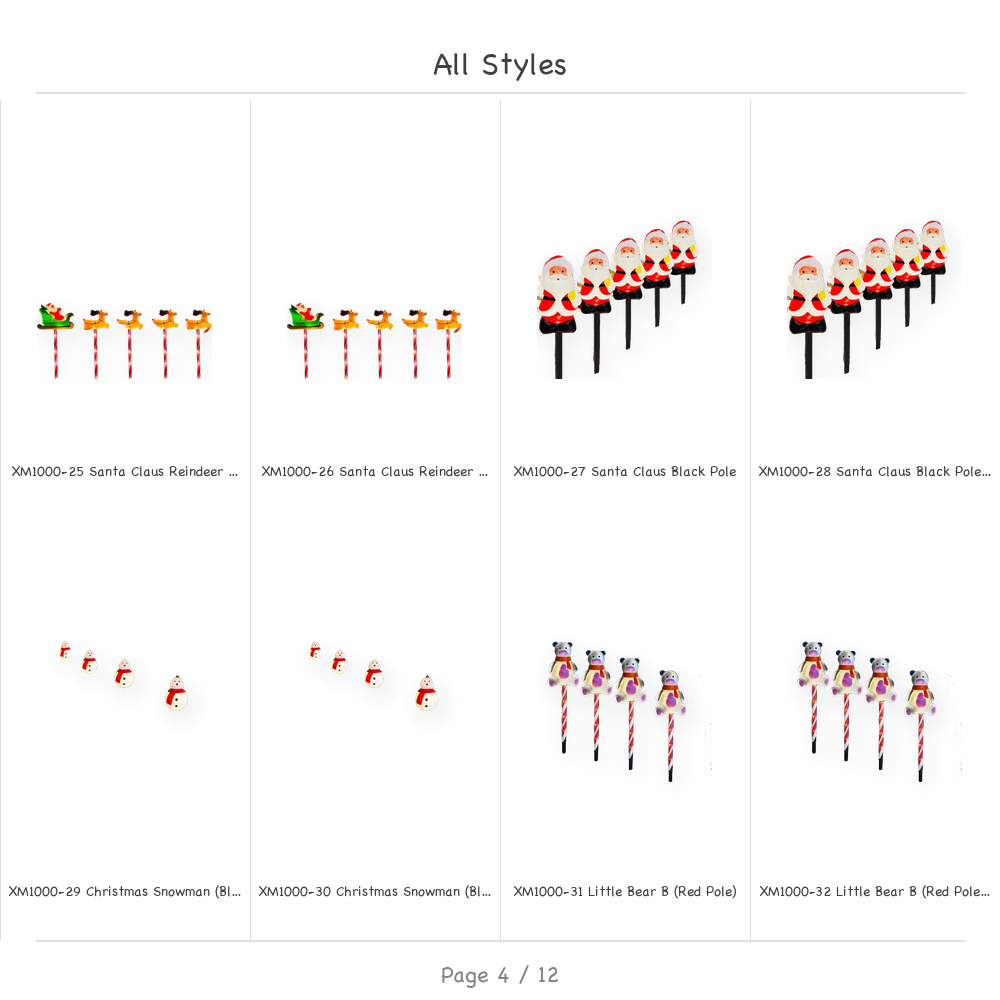 All Styles
XM1000-25 Santa Claus Reindeer ...
XM1000-26 Santa Claus Reindeer ...
XM1000-27 Santa Claus Black Pole
XM1000-28 Santa Claus Black Pole...
XM1000-29 Christmas Snowman (Bl...
XM1000-30 Christmas Snowman (Bl...
XM1000-31 Little Bear B (Red Pole)
XM1000-32 Little Bear B (Red Pole...
Page 4 / 12